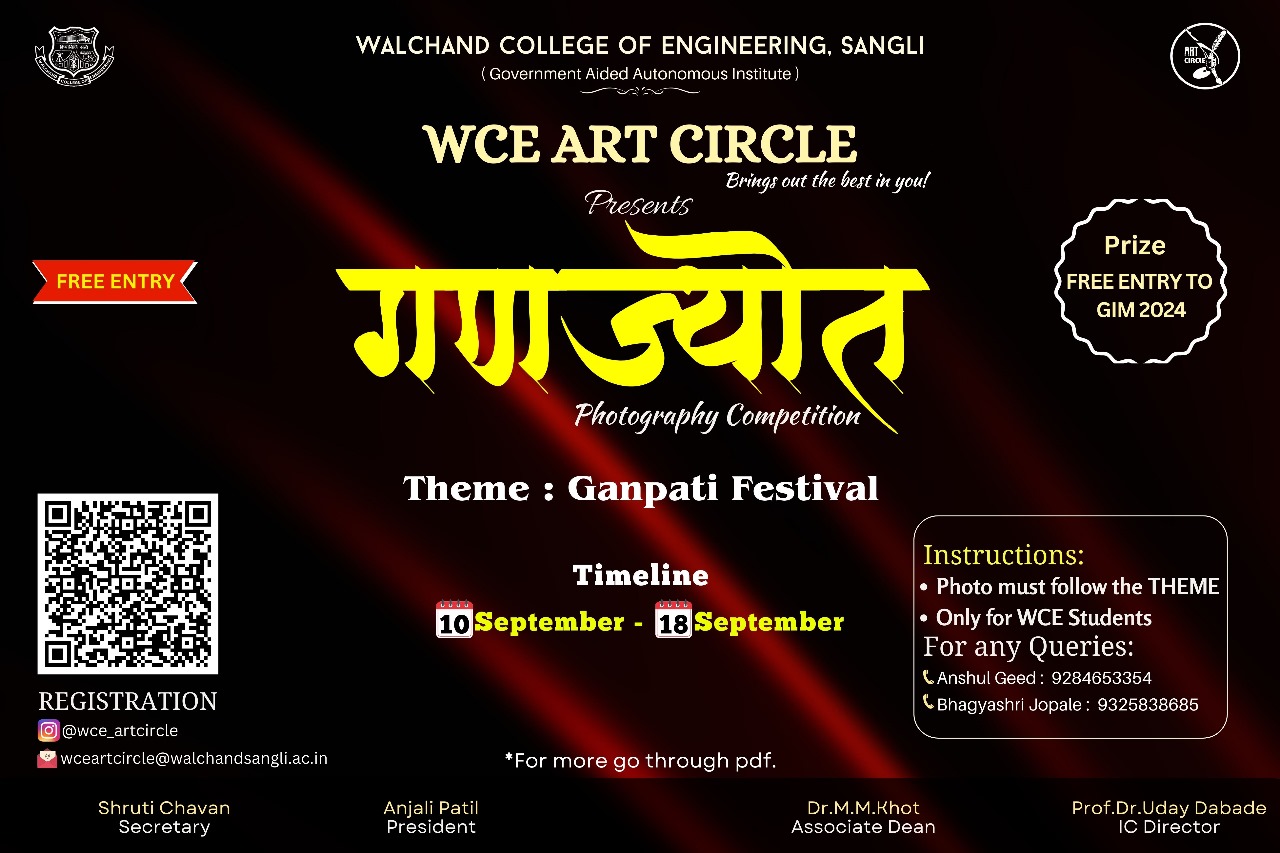 WALCHAND COLLEGE OF ENGINEERING, SANGLI
( Government Aided Autonomous Institute )
ART
CIRCLE
WCE ART CIRCLE
Brings out the best in you!
Presents
गणज्योत
Photography Competition
FREE ENTRY
Prize
FREE ENTRY TO
GIM 2024
Theme : Ganpati Festival
Timeline
10 September - 18 September
Instructions:
• Photo must follow the THEME
• Only for WCE Students
For any Queries:
Anshul Geed : 9284653354
Bhagyashri Jopale : 9325838685
REGISTRATION
@wce_artcircle
wceartcircle@walchandsangli.ac.in
*For more go through pdf.
Shruti Chavan
Secretary
Anjali Patil
President
Dr.M.M.Khot
Associate Dean
Prof.Dr.Uday Dabade
IC Director